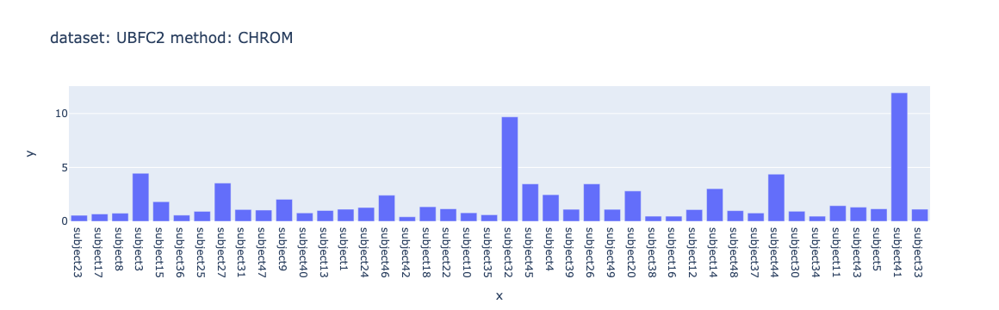 dataset: UBFC2 method: CHROM
10
5
0
y
subject23
subject17
subject8
subject3
subject15
subject36
subject25
subject27
subject31
subject47
subject9
subject40
subject13
subject1
subject24
subject46
subject42
subject18
subject22
subject10
subject35
subject32
subject45
subject4
subject39
subject26
subject49
subject20
subject38
subject16
subject12
subject14
subject48
subject37
subject44
subject30
subject34
subject11
subject43
subject5
subject41
subject33
x